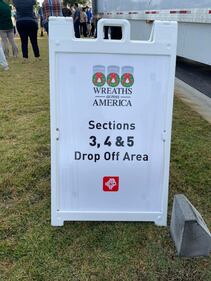 WREATHS
across
AMERICA
Sections
3, 4 & 5
Drop Off Area